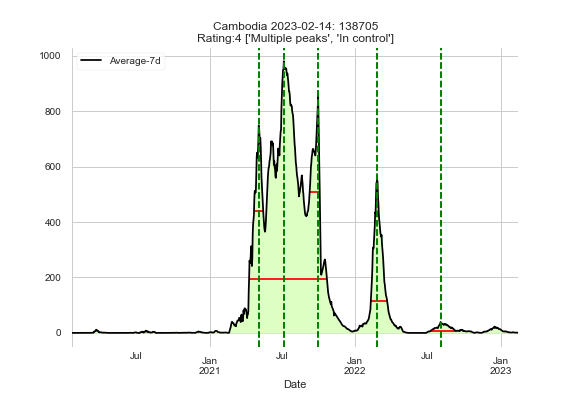 Cambodia 2023-02-14: 138705
Rating:4 ['Multiple peaks', 'In control']
Average-7d
1000
800
600
400
200
0
Jul
Jan
2021
Jul
Jan
2022
Jul
Jan
2023
Date